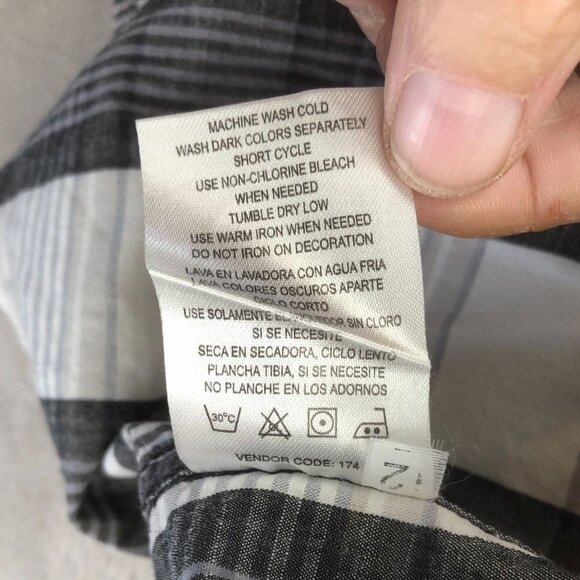 MACHINE WASH COLD
WASH DARK COLORS SEPARATELY
SHORT CYCLE
USE NON-CHLORINE BLEACH
WHEN NEEDED
TUMBLE DRY LOW
USE WARM IRON WHEN NEEDED
DO NOT IRON ON DECORATION
LAVA EN LAVADORA CON AGUA FRIA
LAVA COLORES OSCUROS APARTE
CICLO CORTO
USE SOLAMENTE SIN CLORO
SI SE NECESITE
SECA EN SECADORA, CICLO LENTO
PLANCHA TIBIA, SI SE NECESITE
NO PLANCHE EN LOS ADORNOS
30°C
VENDOR CODE: 174